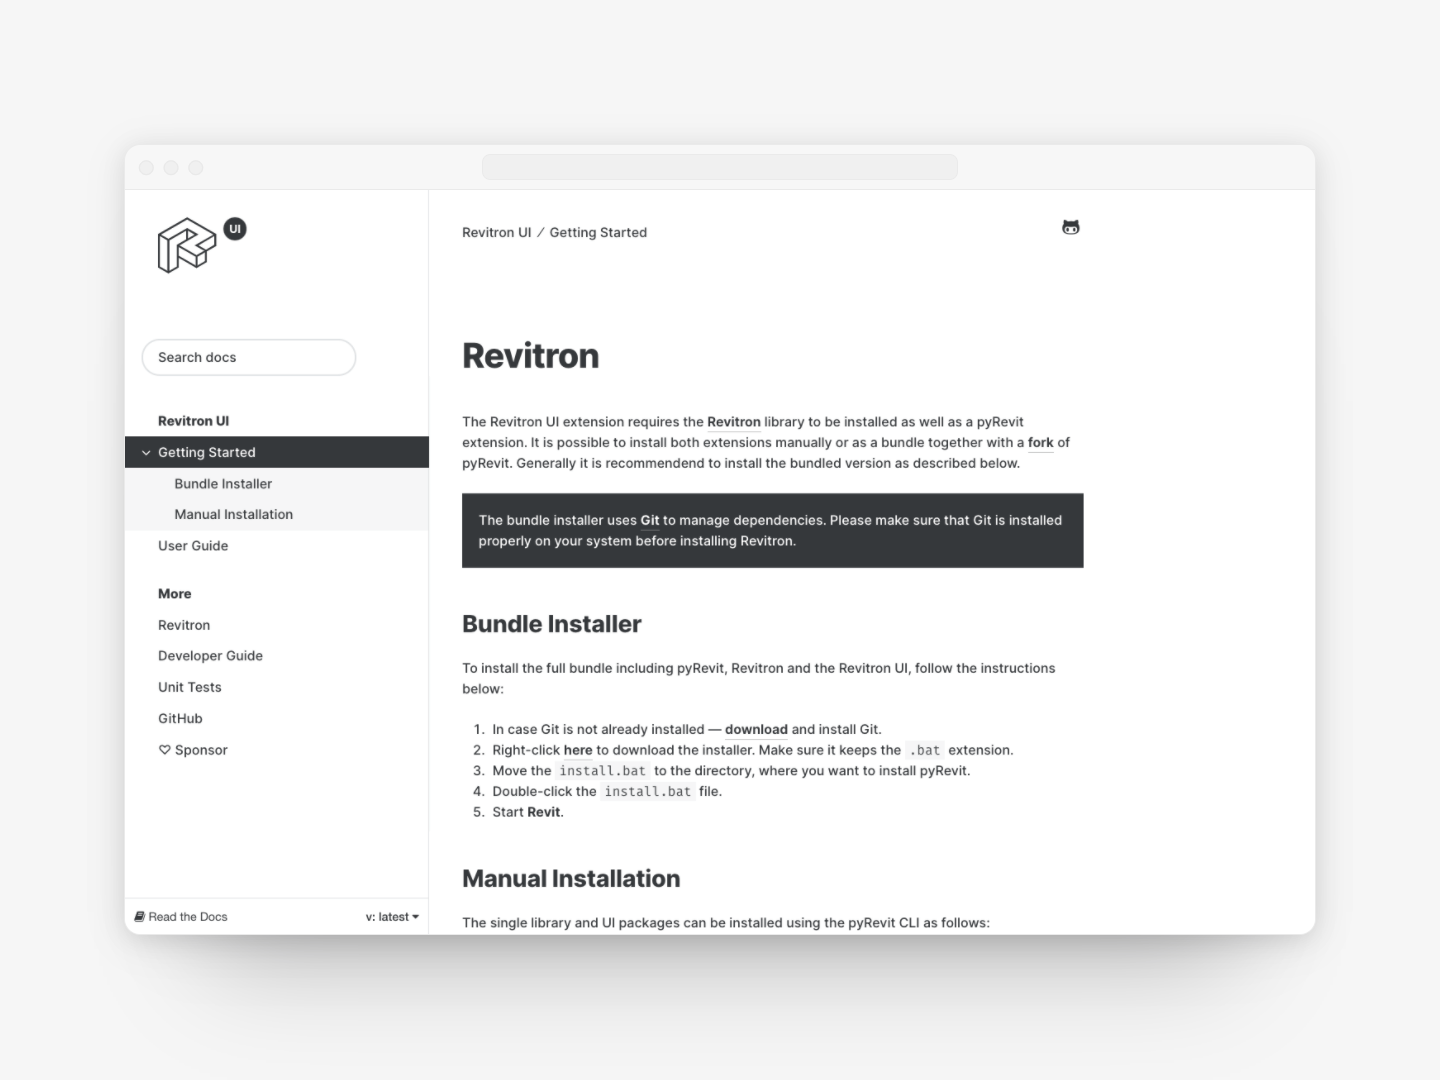 UI
Revitron UI / Getting Started
Search docs
Revitron UI
Getting Started
Bundle Installer
Manual Installation
User Guide
More
Revitron
Developer Guide
Unit Tests
GitHub
♡ Sponsor
Read the Docs
v: latest
Revitron
The Revitron UI extension requires the Revitron library to be installed as well as a pyRevit
extension. It is possible to install both extensions manually or as a bundle together with a fork of
pyRevit. Generally it is recommendend to install the bundled version as described below.
The bundle installer uses Git to manage dependencies. Please make sure that Git is installed
properly on your system before installing Revitron.
Bundle Installer
To install the full bundle including pyRevit, Revitron and the Revitron UI, follow the instructions
below:
1. In case Git is not already installed — download and install Git.
2. Right-click here to download the installer. Make sure it keeps the .bat extension.
3. Move the install.bat to the directory, where you want to install pyRevit.
4. Double-click the install.bat file.
5. Start Revit.
Manual Installation
The single library and UI packages can be installed using the pyRevit CLI as follows: